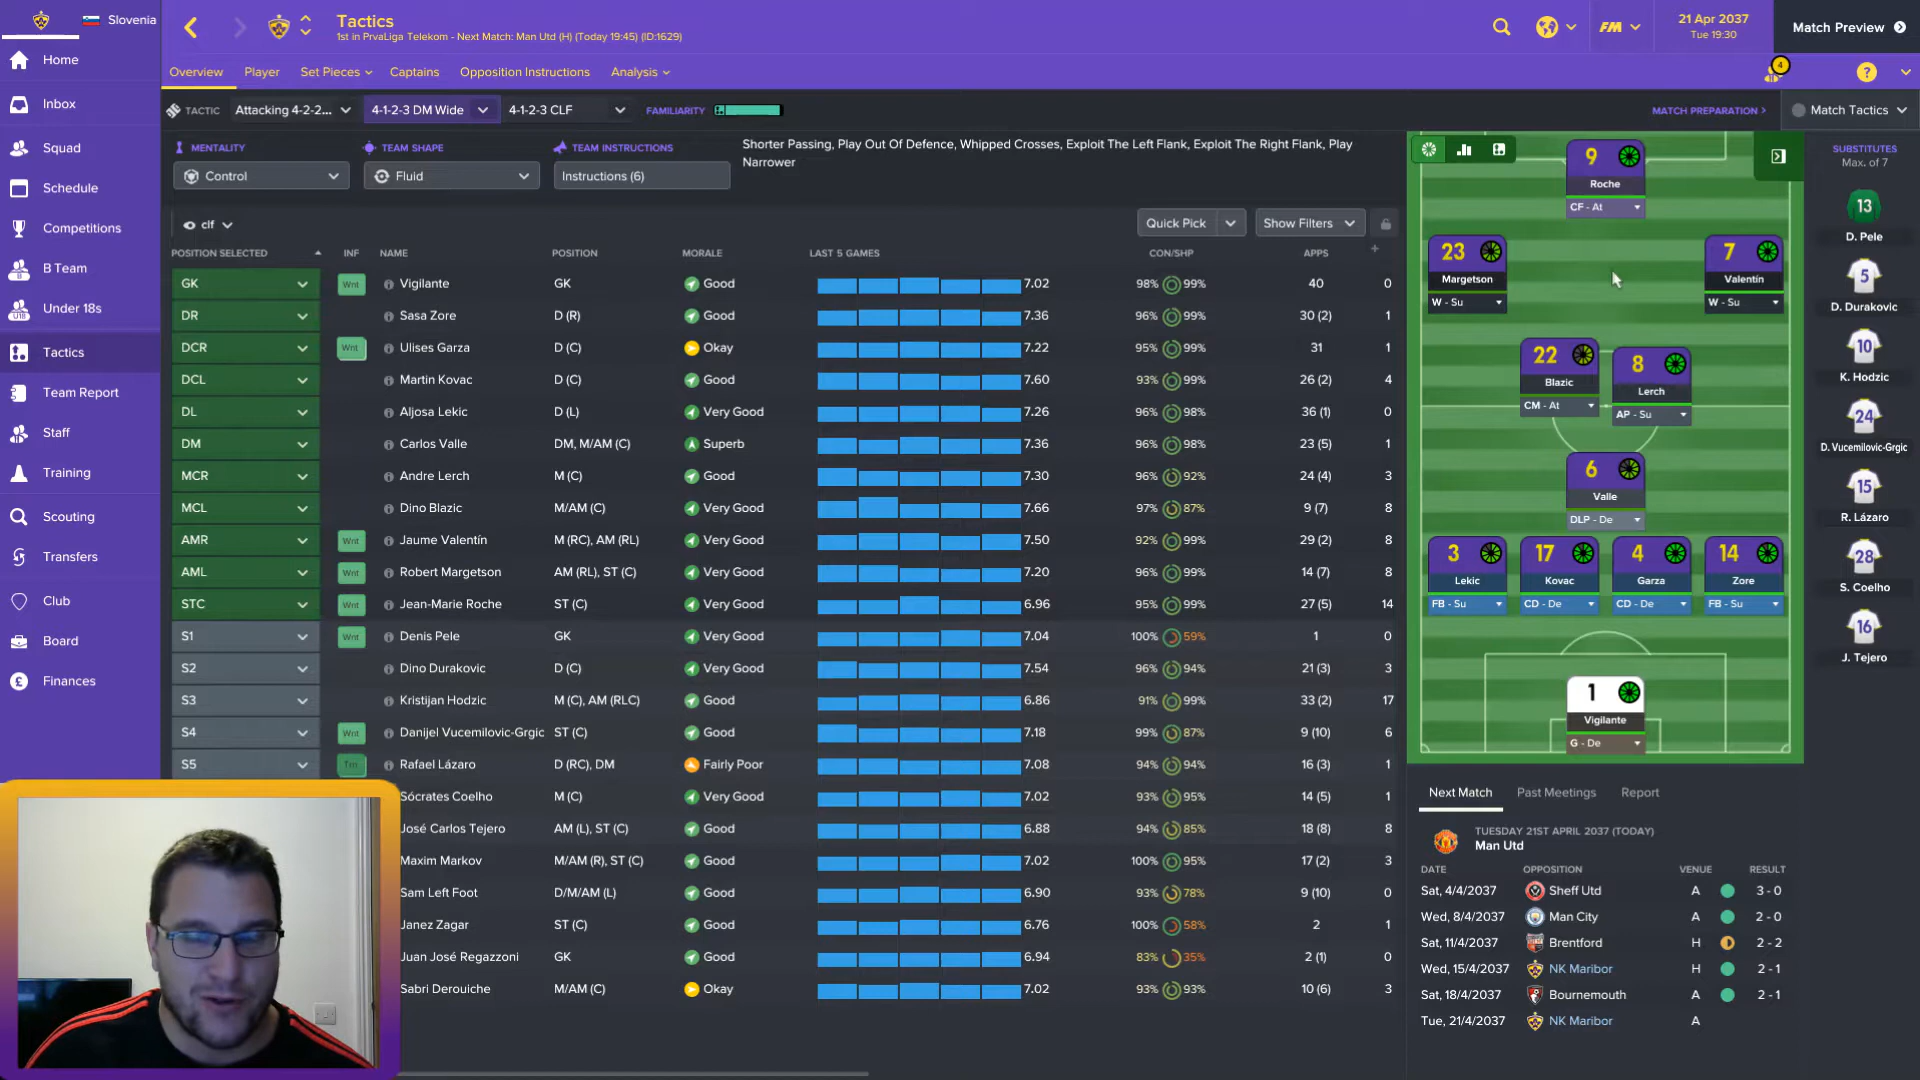 Slovenia
Tactics
1st in PrvaLiga Telekom - Next Match: Man Utd (H) (Today 19:45) (ID:1629)
FM
21 Apr 2037
Tue 19:30
Match Preview
Home
Inbox
Squad
Schedule
Competitions
B Team
Under 18s
Tactics
Team Report
Staff
Training
Scouting
Transfers
Club
Board
Finances
Overview
Player
Set Pieces
Captains
Opposition Instructions
Analysis
4
?
TACTIC
Attacking 4-2-2...
4-1-2-3 DM Wide
4-1-2-3 CLF
FAMILIARITY
MATCH PREPARATION >
Match Tactics
MENTALITY
Control
TEAM SHAPE
Fluid
TEAM INSTRUCTIONS
Instructions (6)
Shorter Passing, Play Out Of Defence, Whipped Crosses, Exploit The Left Flank, Exploit The Right Flank, Play
Narrower
clf
Quick Pick
Show Filters
POSITION SELECTED INF NAME POSITION MORALE LAST 5 GAMES CON/SHP APPS
GK Wnt Vigilante GK Good 7.02 98% 99% 40 0
DR Sasa Zore D (R) Good 7.36 96% 99% 30 (2) 1
DCR Wnt Ulises Garza D (C) Okay 7.22 95% 99% 31 1
DCL Martin Kovac D (C) Good 7.60 93% 99% 26 (2) 4
DL Aljosa Lekic D (L) Very Good 7.26 96% 98% 36 (1) 0
DM Carlos Valle DM, M/AM (C) Superb 7.36 96% 98% 23 (5) 1
MCR Andre Lerch M (C) Good 7.30 96% 92% 24 (4) 3
MCL Dino Blazic M/AM (C) Very Good 7.66 97% 87% 9 (7) 8
AMR Wnt Jaume Valentín M (RC), AM (RL) Very Good 7.50 92% 99% 29 (2) 8
AML Wnt Robert Margetson AM (RL), ST (C) Very Good 7.20 96% 99% 14 (7) 8
STC Wnt Jean-Marie Roche ST (C) Very Good 6.96 95% 99% 27 (5) 14
S1 Wnt Denis Pele GK Very Good 7.04 100% 59% 1 0
S2 Dino Durakovic D (C) Very Good 7.54 96% 94% 21 (3) 3
S3 Kristijan Hodzic M (C), AM (RLC) Good 6.86 91% 99% 33 (2) 17
S4 Wnt Danijel Vucemilovic-Grgic ST (C) Good 7.18 99% 87% 9 (10) 6
S5 Trn Rafael Lázaro D (RC), DM Fairly Poor 7.08 94% 94% 16 (3) 1
Sócrates Coelho M (C) Very Good 7.02 93% 95% 14 (5) 1
José Carlos Tejero AM (L), ST (C) Good 6.88 94% 85% 18 (8) 8
Maxim Markov M/AM (R), ST (C) Good 7.02 100% 95% 17 (2) 3
Sam Left Foot D/M/AM (L) Good 6.90 93% 78% 9 (10) 0
Janez Zagar ST (C) Good 6.76 100% 58% 2 1
Juan José Regazzoni GK Good 6.94 83% 35% 2 (1) 0
Sabri Derouiche M/AM (C) Okay 7.02 93% 93% 10 (6) 3
9
Roche
CF - At
23
Margetson
W - Su
7
Valentín
W - Su
22
Blazic
CM - At
8
Lerch
AP - Su
6
Valle
DLP - De
3
Lekic
FB - Su
17
Kovac
CD - De
4
Garza
CD - De
14
Zore
FB - Su
1
Vigilante
G - De
SUBSTITUTES
Max. of 7
13
D. Pele
5
D. Durakovic
10
K. Hodzic
24
D. Vucemilovic-Grgic
15
R. Lázaro
28
S. Coelho
16
J. Tejero
Next Match
Past Meetings
Report
TUESDAY 21ST APRIL 2037 (TODAY)
Man Utd
DATE OPPOSITION VENUE RESULT
Sat, 4/4/2037 Sheff Utd A 3 - 0
Wed, 8/4/2037 Man City A 2 - 0
Sat, 11/4/2037 Brentford H 2 - 2
Wed, 15/4/2037 NK Maribor H 2 - 1
Sat, 18/4/2037 Bournemouth A 2 - 1
Tue, 21/4/2037 NK Maribor A